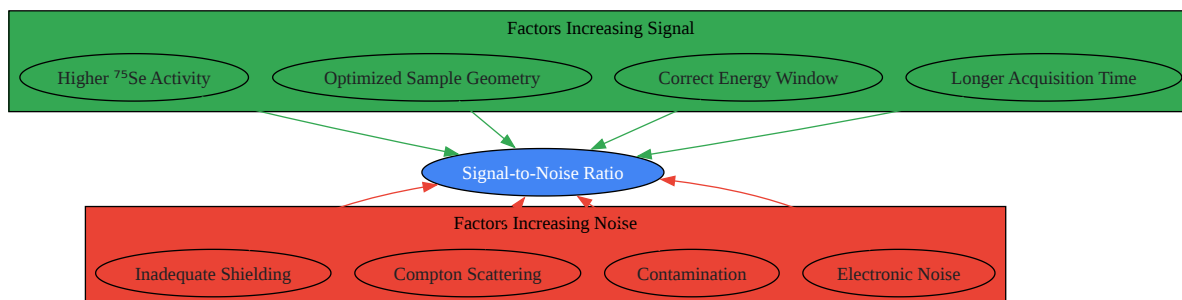 Factors Increasing Signal
Higher ⁷⁵Se Activity
Optimized Sample Geometry
Correct Energy Window
Longer Acquisition Time
Signal-to-Noise Ratio
Factors Increasing Noise
Inadequate Shielding
Compton Scattering
Contamination
Electronic Noise